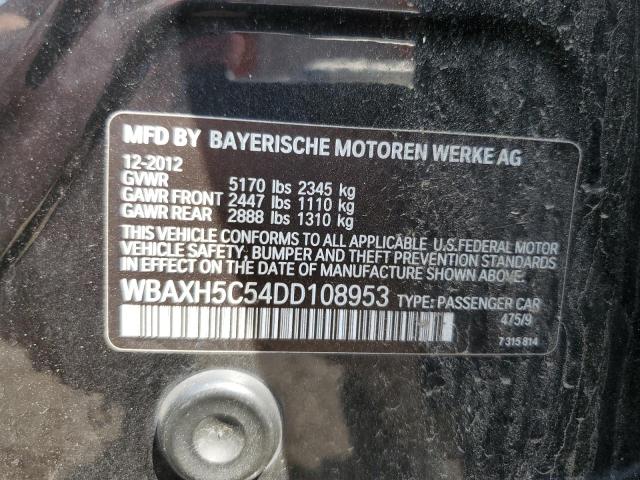 MFD BY BAYERISCHE MOTOREN WERKE AG
12-2012
GVWR 5170 lbs 2345 kg
GAWR FRONT 2447 lbs 1110 kg
GAWR REAR 2888 lbs 1310 kg
THIS VEHICLE CONFORMS TO ALL APPLICABLE U.S.FEDERAL MOTOR
VEHICLE SAFETY, BUMPER AND THEFT PREVENTION STANDARDS
IN EFFECT ON THE DATE OF MANUFACTURE SHOWN ABOVE.
WBAXH5C54DD108953 TYPE: PASSENGER CAR
475/9
7 315 814